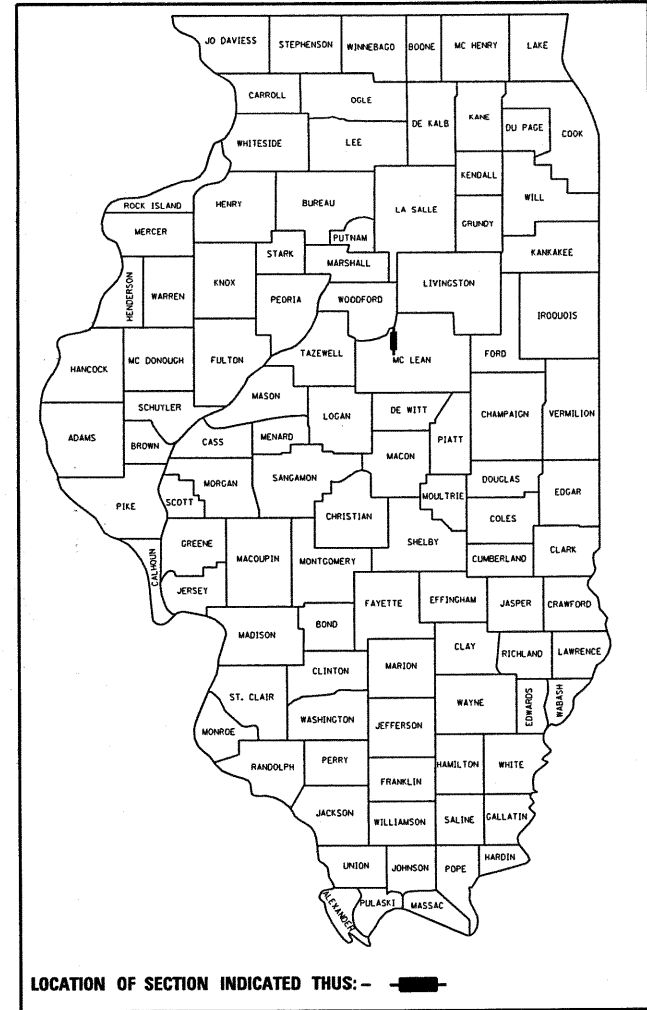 JO DAVIESS STEPHENSON WINNEBAGO BOONE MC HENRY LAKE
CARROLL OGLE DE KALB KANE DU PAGE COOK
WHITESIDE LEE KENDALL WILL
ROCK ISLAND HENRY BUREAU LA SALLE GRUNDY
MERCER PUTNAM KANKAKEE
STARK MARSHALL
HENDERSON WARREN KNOX PEORIA WOODFORD LIVINGSTON IROQUOIS
HANCOCK MC DONOUGH FULTON TAZEWELL MC LEAN FORD
SCHUYLER MASON LOGAN DE WITT CHAMPAIGN VERMILION
ADAMS BROWN CASS MENARD MACON PIATT
MORGAN SANGAMON DOUGLAS EDGAR
PIKE SCOTT CHRISTIAN MOULTRIE COLES
GREENE MACOUPIN MONTGOMERY SHELBY CUMBERLAND CLARK
CALHOUN JERSEY FAYETTE EFFINGHAM JASPER CRAWFORD
MADISON BOND
CLINTON MARION CLAY RICHLAND LAWRENCE
ST. CLAIR WAYNE EDWARDS WABASH
MONROE WASHINGTON JEFFERSON
RANDOLPH PERRY HAMILTON WHITE
FRANKLIN
JACKSON WILLIAMSON SALINE GALLATIN
UNION JOHNSON POPE HARDIN
ALEXANDER PULASKI MASSAC
LOCATION OF SECTION INDICATED THUS: -